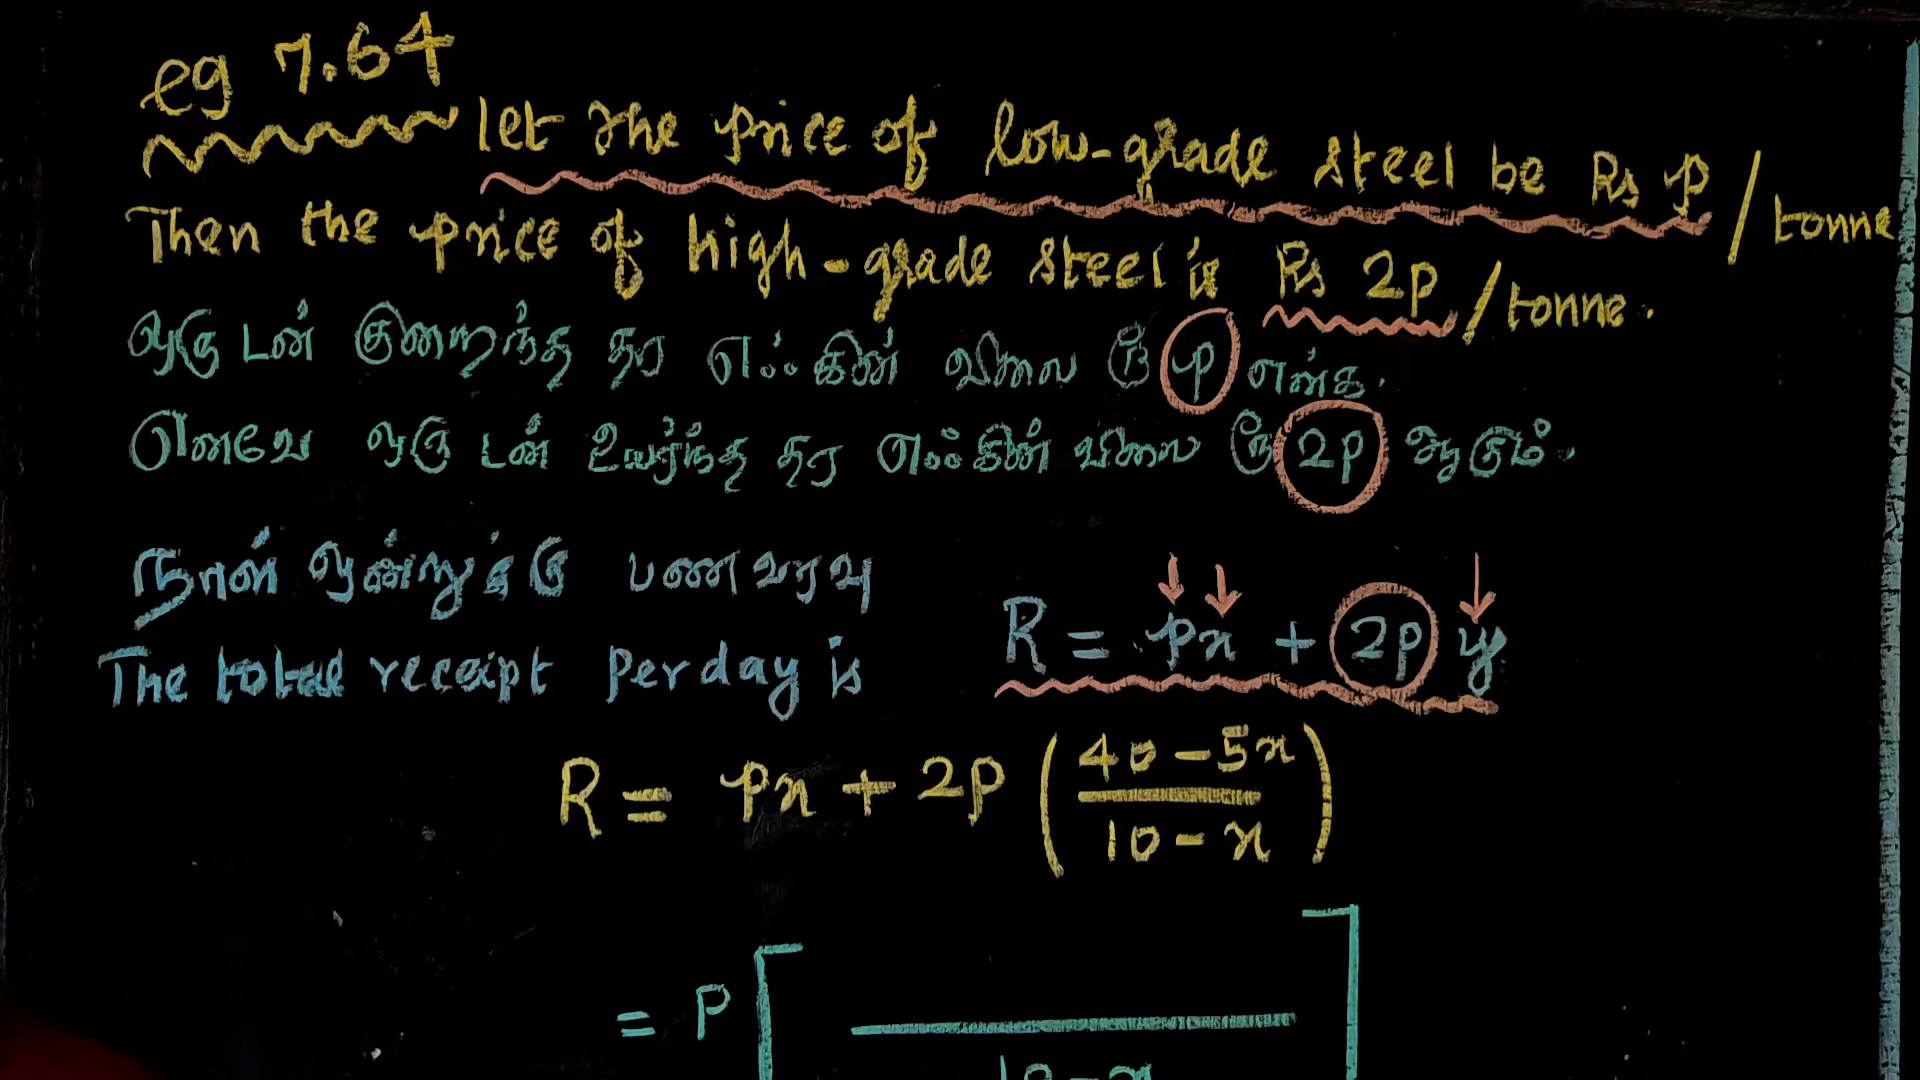 eg 7.64
let the price of low-grade steel be Rs p / tonne
Then the price of high-grade steel is Rs 2p / tonne.
ஒரு டன் குறைந்த தர எஃகின் விலை ரூ p என்க.
எனவே ஒரு டன் உயர்ந்த தர எஃகின் விலை ரூ 2p ஆகும்.
நாள் ஒன்றுக்கு பணவரவு
The total receipt per day is R = px + 2p y
R = px + 2p ( 40 - 5x / 10 - x )
= P [
10 - x